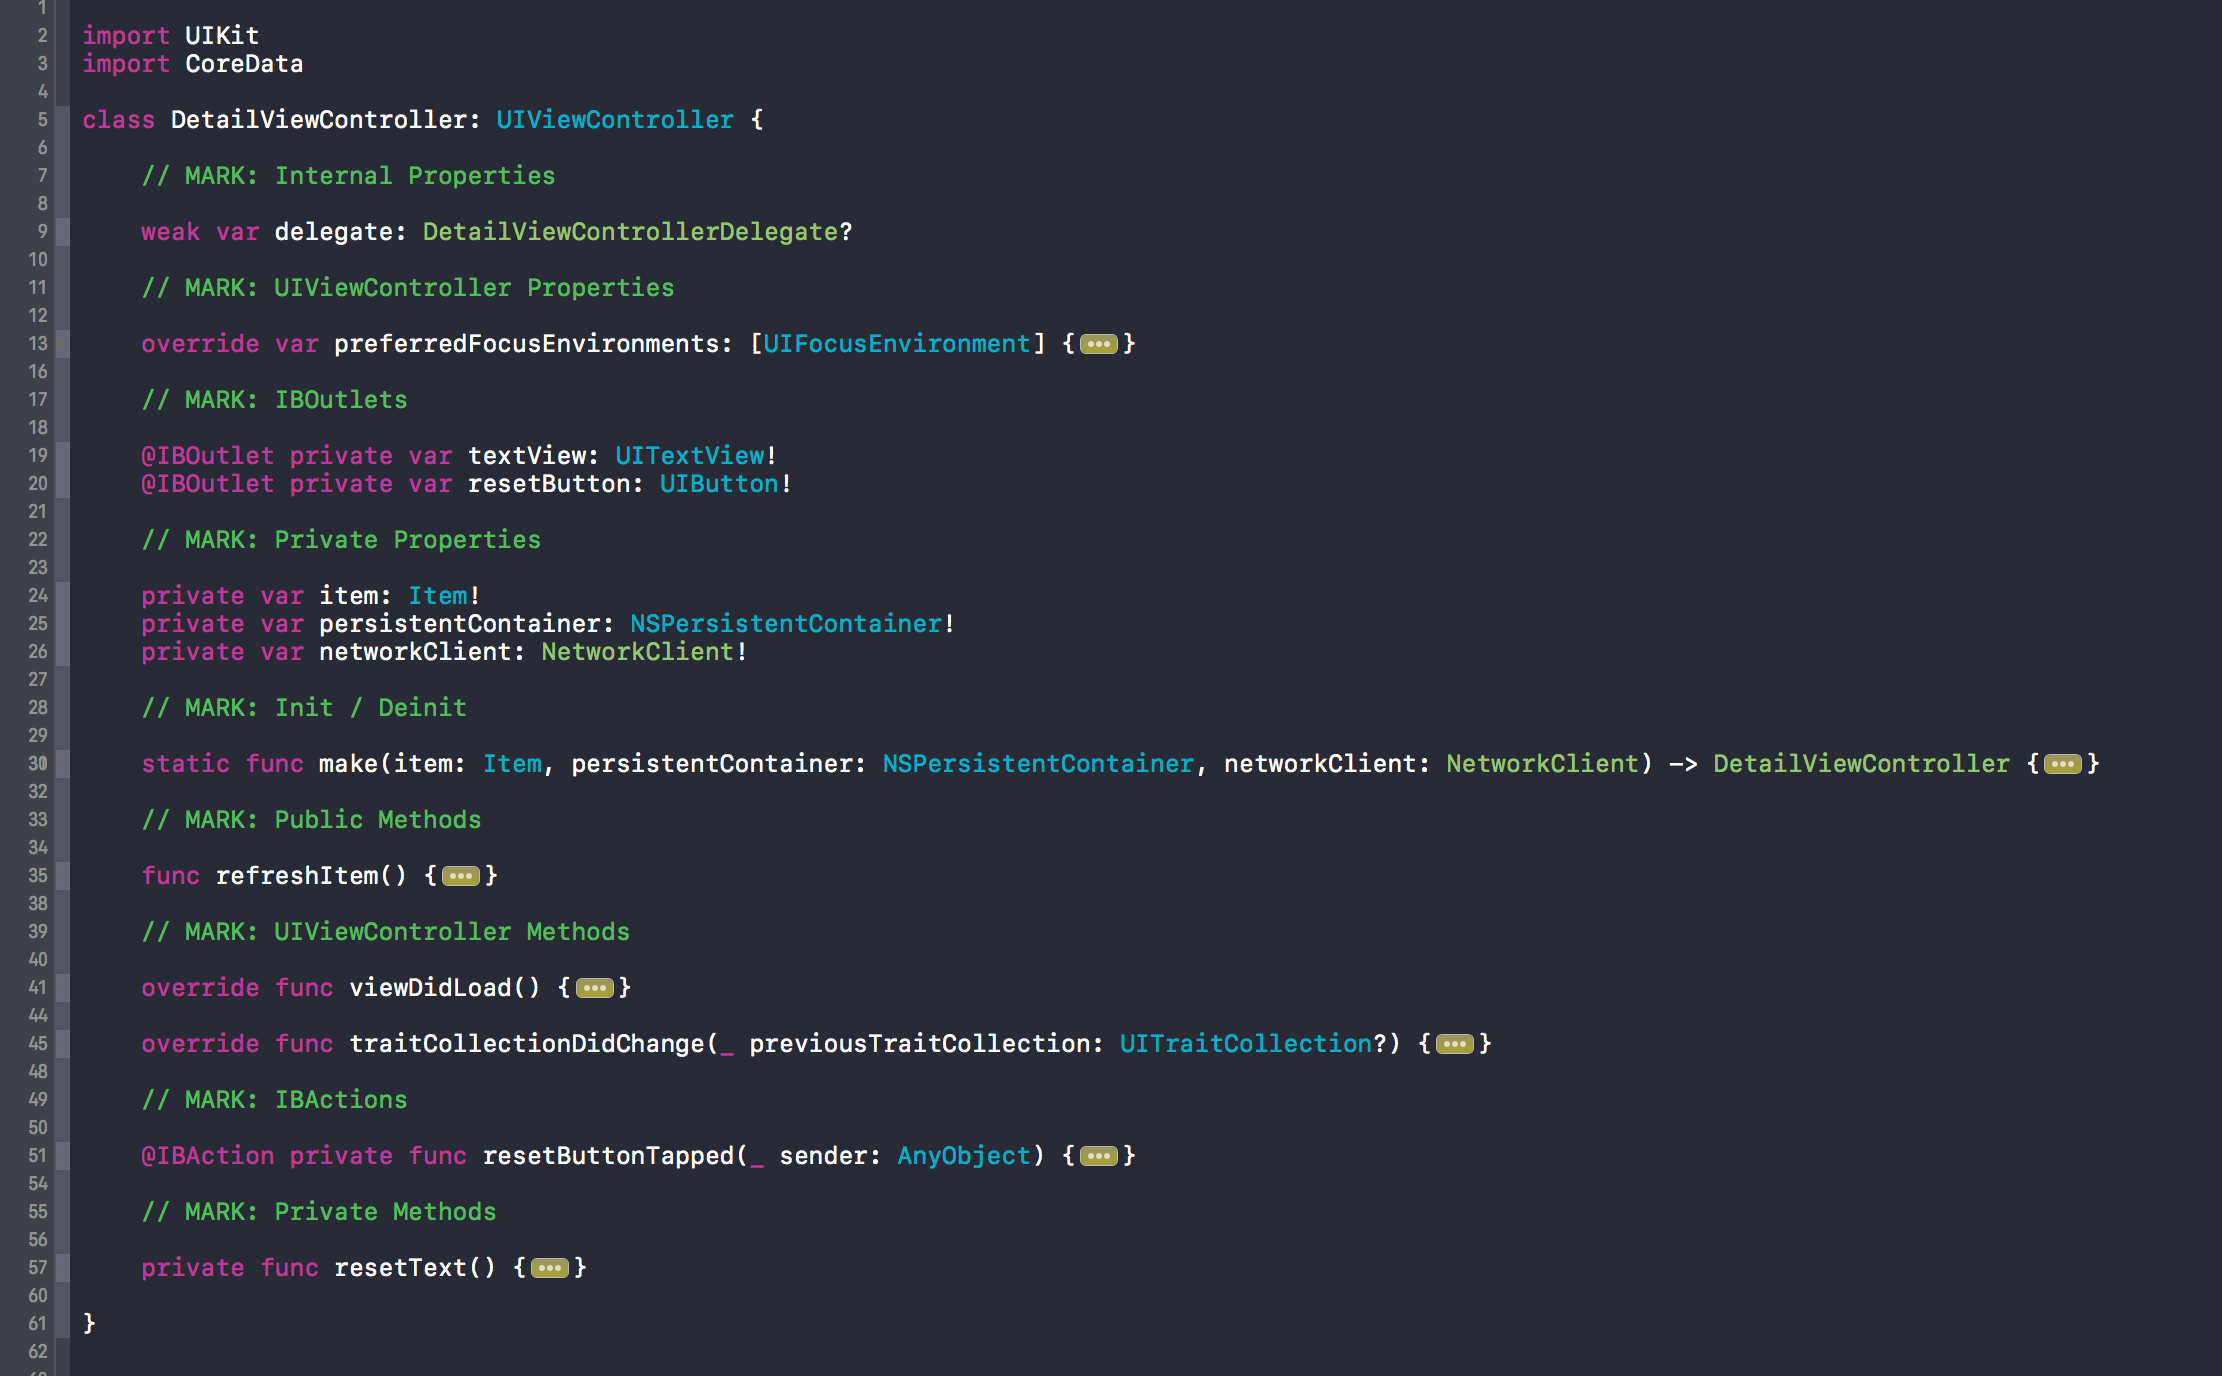 1
2 import UIKit
3 import CoreData
4
5 class DetailViewController: UIViewController {
6
7 // MARK: Internal Properties
8
9 weak var delegate: DetailViewControllerDelegate?
10
11 // MARK: UIViewController Properties
12
13 override var preferredFocusEnvironments: [UIFocusEnvironment] {•••}
16
17 // MARK: IBOutlets
18
19 @IBOutlet private var textView: UITextView!
20 @IBOutlet private var resetButton: UIButton!
21
22 // MARK: Private Properties
23
24 private var item: Item!
25 private var persistentContainer: NSPersistentContainer!
26 private var networkClient: NetworkClient!
27
28 // MARK: Init / Deinit
29
30 static func make(item: Item, persistentContainer: NSPersistentContainer, networkClient: NetworkClient) -> DetailViewController {•••}
32
33 // MARK: Public Methods
34
35 func refreshItem() {•••}
38
39 // MARK: UIViewController Methods
40
41 override func viewDidLoad() {•••}
44
45 override func traitCollectionDidChange(_ previousTraitCollection: UITraitCollection?) {•••}
48
49 // MARK: IBActions
50
51 @IBAction private func resetButtonTapped(_ sender: AnyObject) {•••}
54
55 // MARK: Private Methods
56
57 private func resetText() {•••}
60
61 }
62